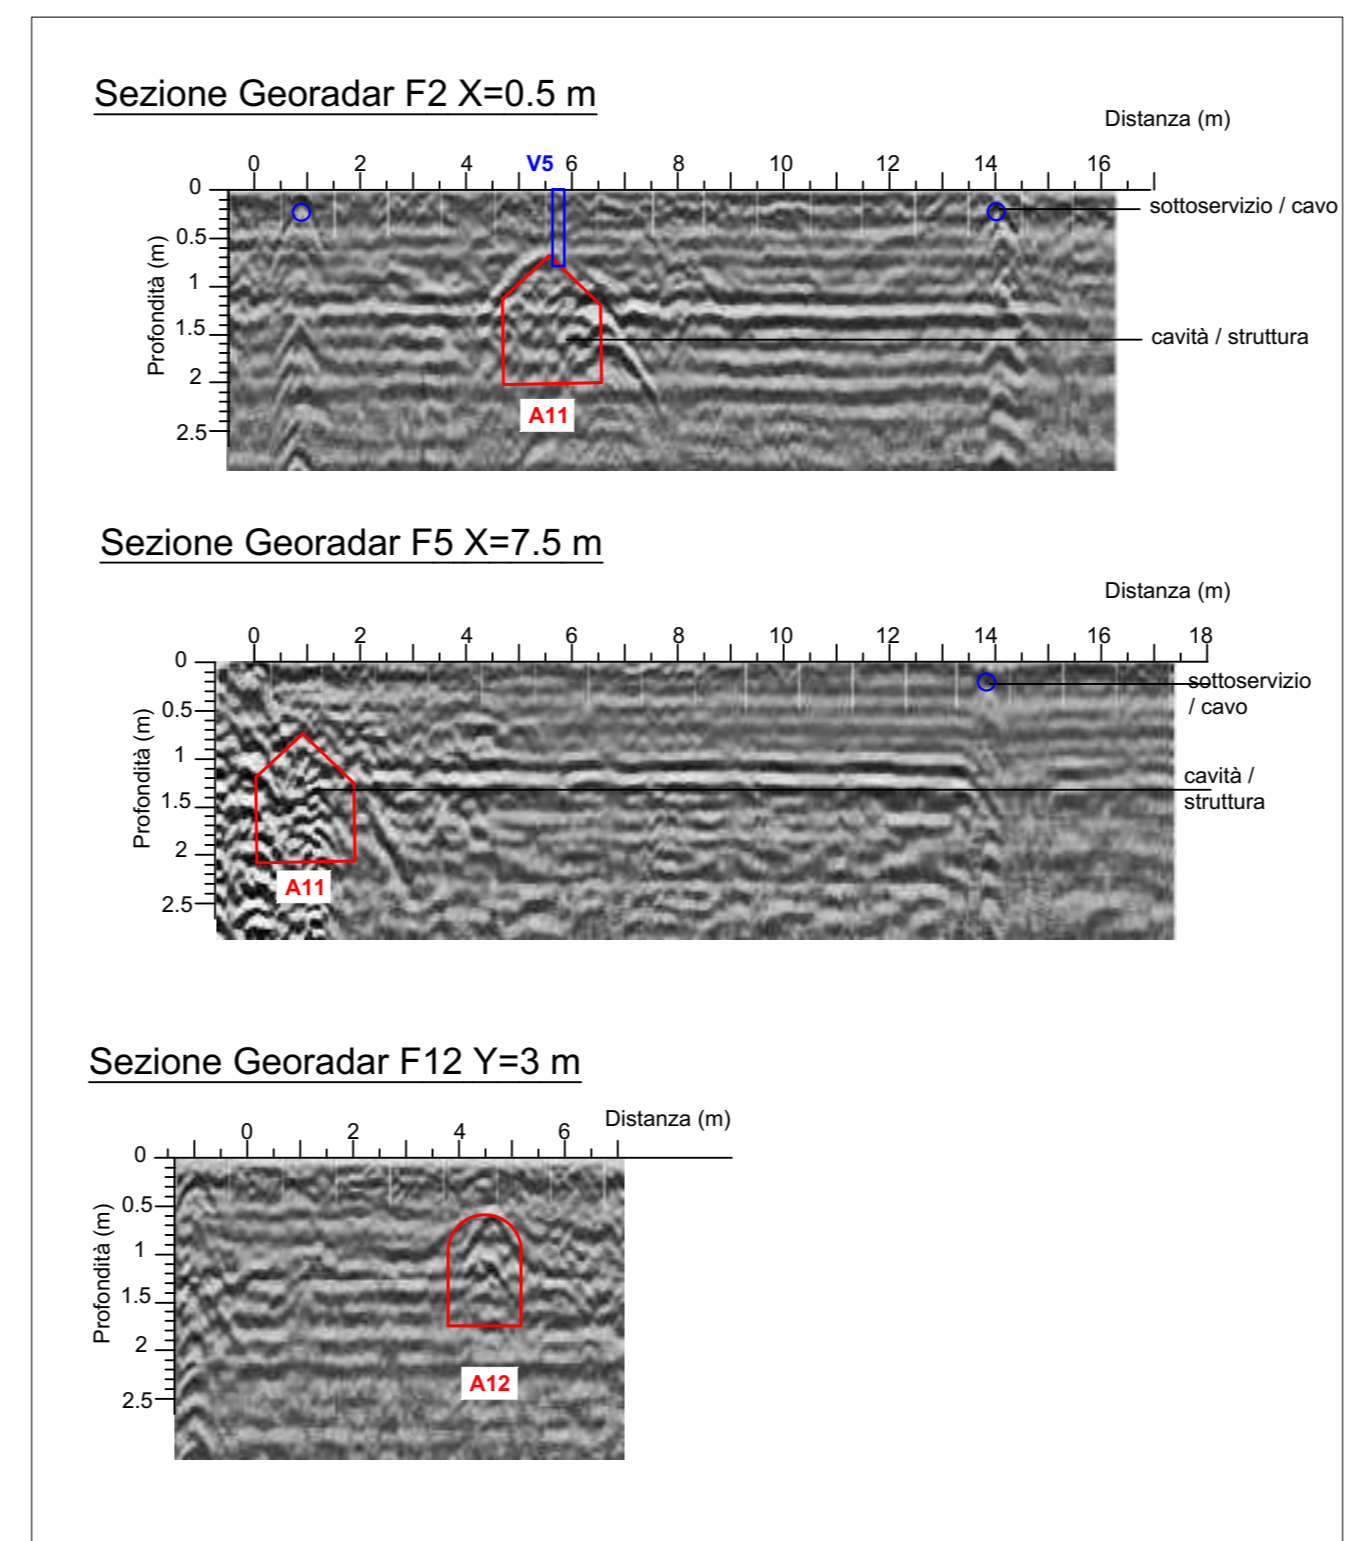 Sezione Georadar F2 X=0.5 m
Distanza (m)
0 2 4 V5 6 8 10 12 14 16
0
0.5
1
1.5
2
2.5
Profondità (m)
sottoservizio / cavo
cavità / struttura
A11
Sezione Georadar F5 X=7.5 m
Distanza (m)
0 2 4 6 8 10 12 14 16 18
0
0.5
1
1.5
2
2.5
Profondità (m)
sottoservizio
/ cavo
cavità /
struttura
A11
Sezione Georadar F12 Y=3 m
Distanza (m)
0 2 4 6
0
0.5
1
1.5
2
2.5
Profondità (m)
A12